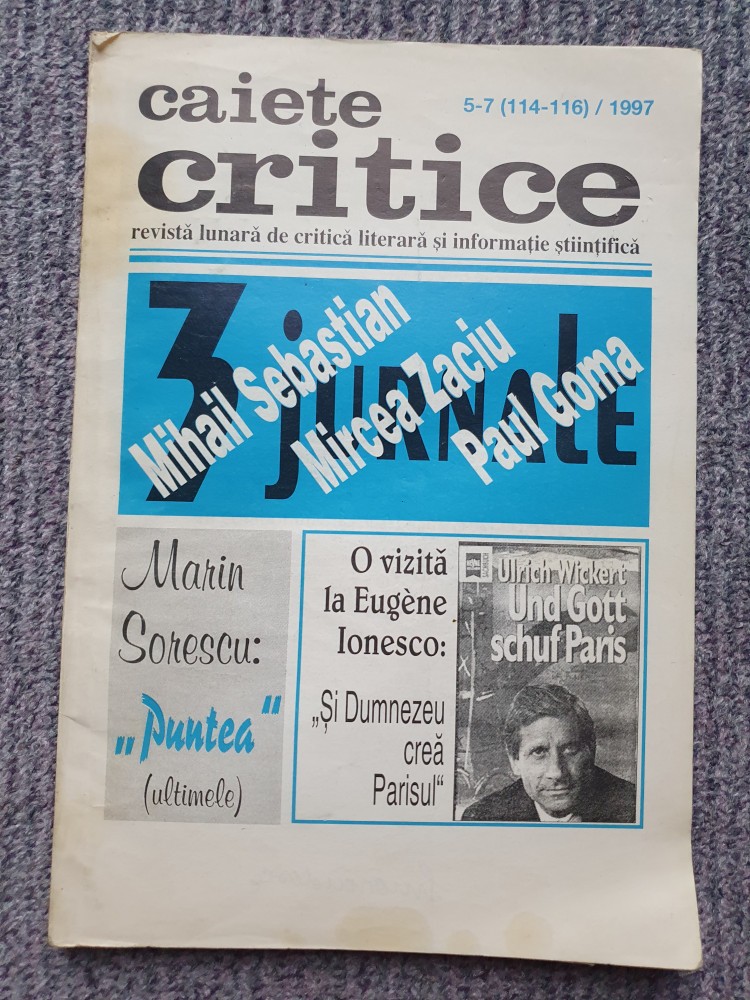 caiete
5-7 (114-116) / 1997
critice
revistă lunară de critică literară și informație științifică
3 jURNAlE
Mihail Sebastian
Mircea Zaciu
Paul Goma
Marin
Sorescu:
„Puntea“
(ultimele)
O vizită
la Eugène
Ionesco:
„Și Dumnezeu
creă
Parisul“
Ulrich Wickert
Und Gott
schuf Paris